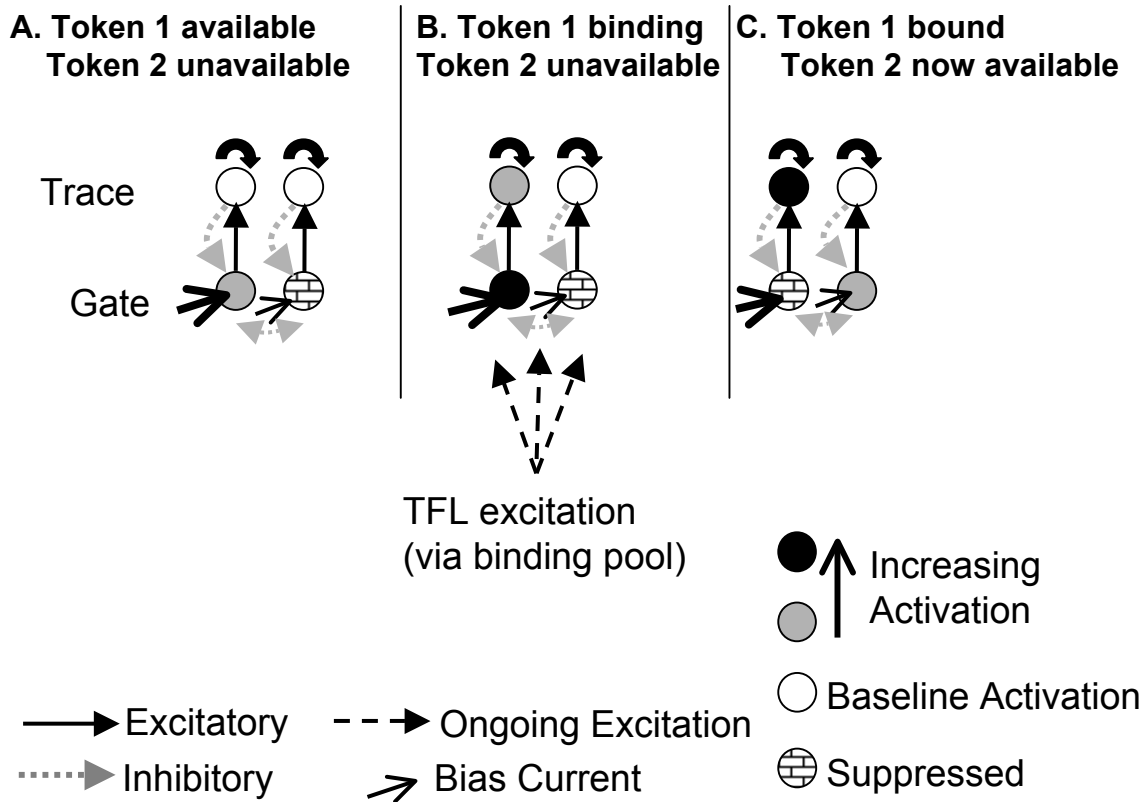 A. Token 1 available
Token 2 unavailable
B. Token 1 binding
Token 2 unavailable
C. Token 1 bound
Token 2 now available
Trace
Gate
TFL excitation
(via binding pool)
Increasing
Activation
Baseline Activation
Suppressed
Excitatory
Ongoing Excitation
Inhibitory
Bias Current